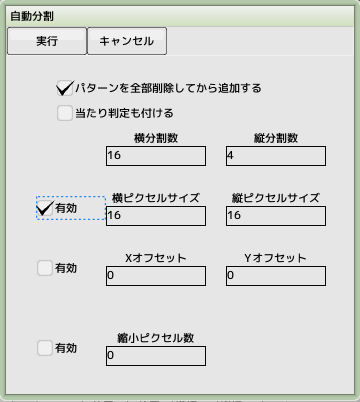 自動分割
実行 キャンセル
パターンを全部削除してから追加する
当たり判定も付ける
横分割数 縦分割数
16 4
横ピクセルサイズ 縦ピクセルサイズ
有効 16 16
Xオフセット Yオフセット
有効 0 0
縮小ピクセル数
有効 0